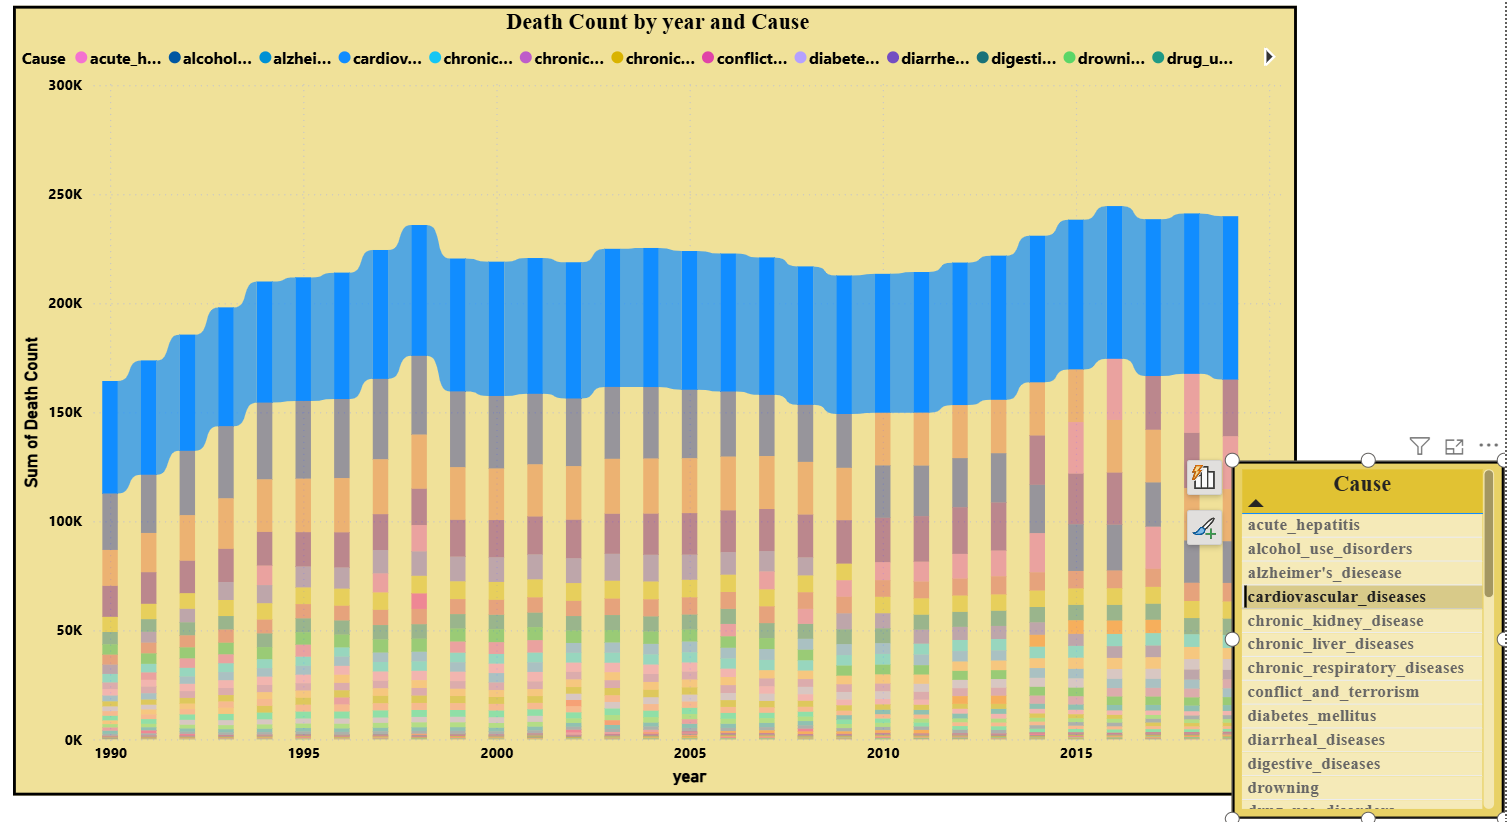 Death Count by year and Cause
Cause acute_h... alcohol... alzhei... cardiov... chronic... chronic... chronic... conflict... diabete... diarrhe... digesti... drowni... drug_u...
300K
250K
200K
150K
100K
50K
0K
Sum of Death Count
1990 1995 2000 2005 2010 2015
year
Cause
acute_hepatitis
alcohol_use_disorders
alzheimer's_diesease
cardiovascular_diseases
chronic_kidney_disease
chronic_liver_diseases
chronic_respiratory_diseases
conflict_and_terrorism
diabetes_mellitus
diarrheal_diseases
digestive_diseases
drowning